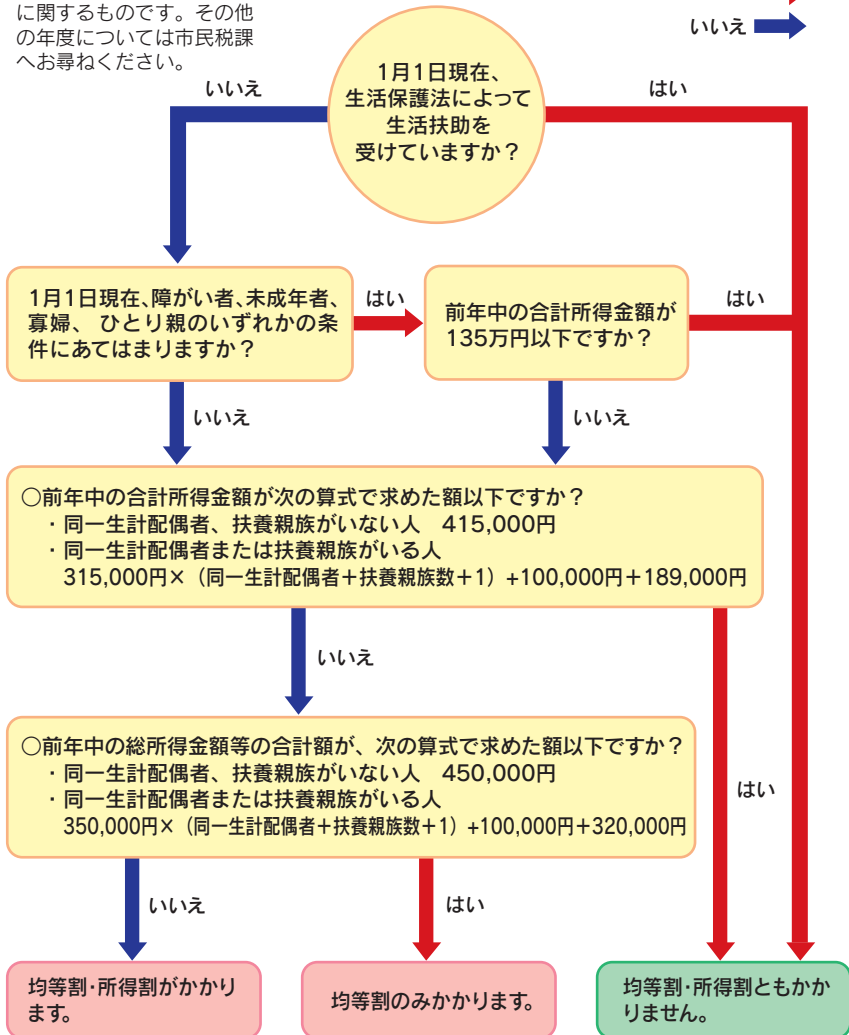 に関するものです。その他
の年度については市民税課
へお尋ねください。
いいえ
いいえ
1月1日現在、
生活保護法によって
生活扶助を
受けていますか？
はい
1月1日現在、障がい者、未成年者、
寡婦、 ひとり親のいずれかの条
件にあてはまりますか？
はい
前年中の合計所得金額が
135万円以下ですか？
はい
いいえ
いいえ
○前年中の合計所得金額が次の算式で求めた額以下ですか？
・同一生計配偶者、扶養親族がいない人 415,000円
・同一生計配偶者または扶養親族がいる人
315,000円×（同一生計配偶者＋扶養親族数＋1）+100,000円＋189,000円
いいえ
○前年中の総所得金額等の合計額が、次の算式で求めた額以下ですか？
・同一生計配偶者、扶養親族がいない人 450,000円
・同一生計配偶者または扶養親族がいる人
350,000円×（同一生計配偶者＋扶養親族数＋1）+100,000円＋320,000円
はい
いいえ
はい
均等割・所得割がかかり
ます。
均等割のみかかります。
均等割・所得割ともかか
りません。